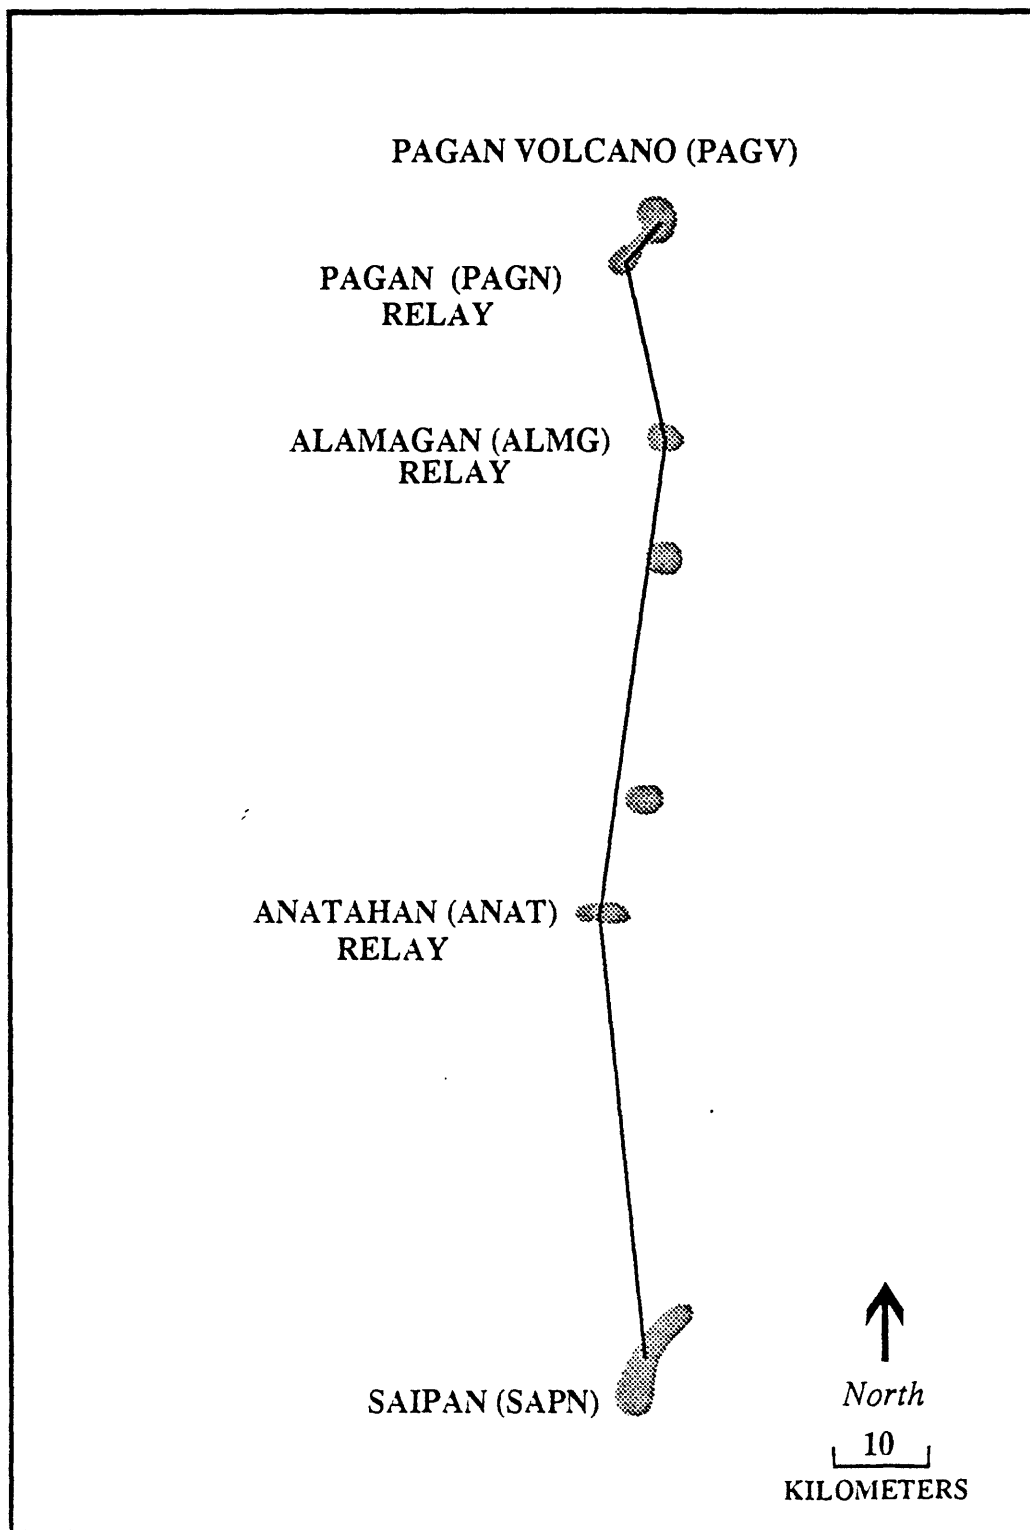 PAGAN VOLCANO (PAGV)
PAGAN (PAGN)
RELAY
ALAMAGAN (ALMG)
RELAY
ANATAHAN (ANAT)
RELAY
SAIPAN (SAPN)
North
10
KILOMETERS